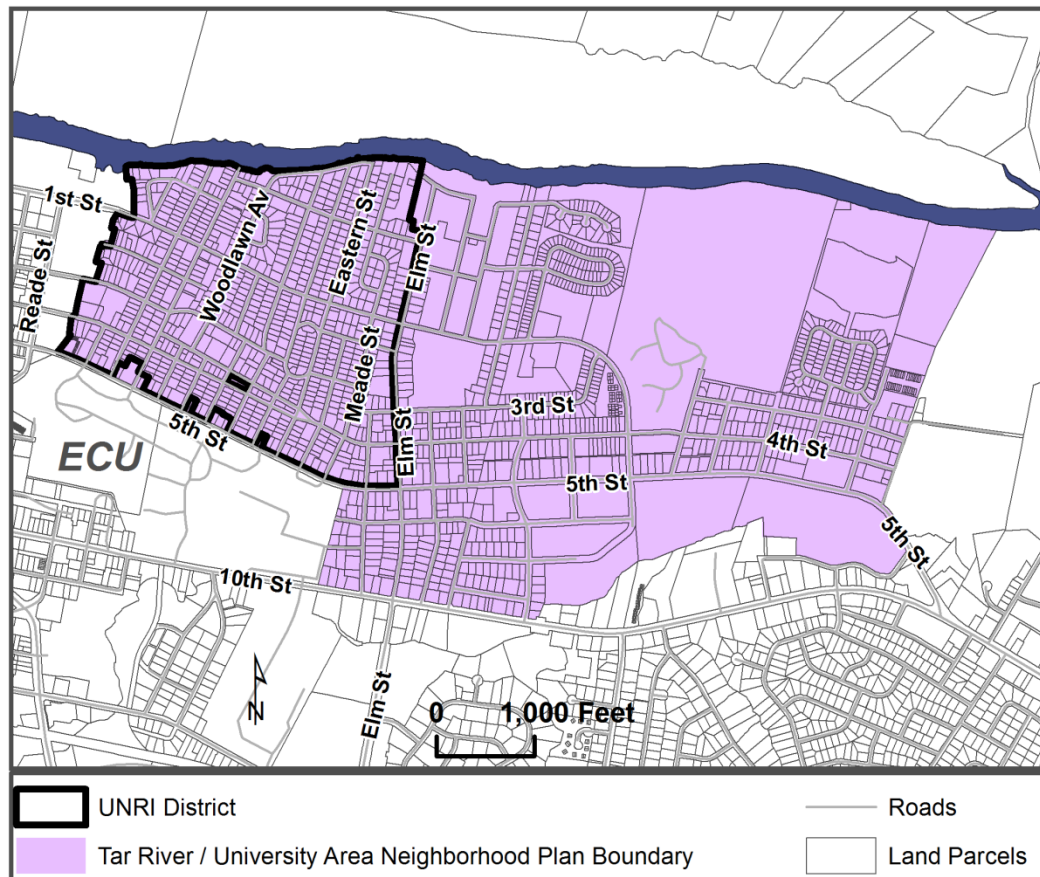 1st St
Reade St
Woodlawn Av
Eastern St
Elm St
Meade St
3rd St
Elm St
4th St
5th St
ECU
5th St
5th St
10th St
N
Elm St
0 1,000 Feet
UNRI District
Roads
Tar River / University Area Neighborhood Plan Boundary
Land Parcels